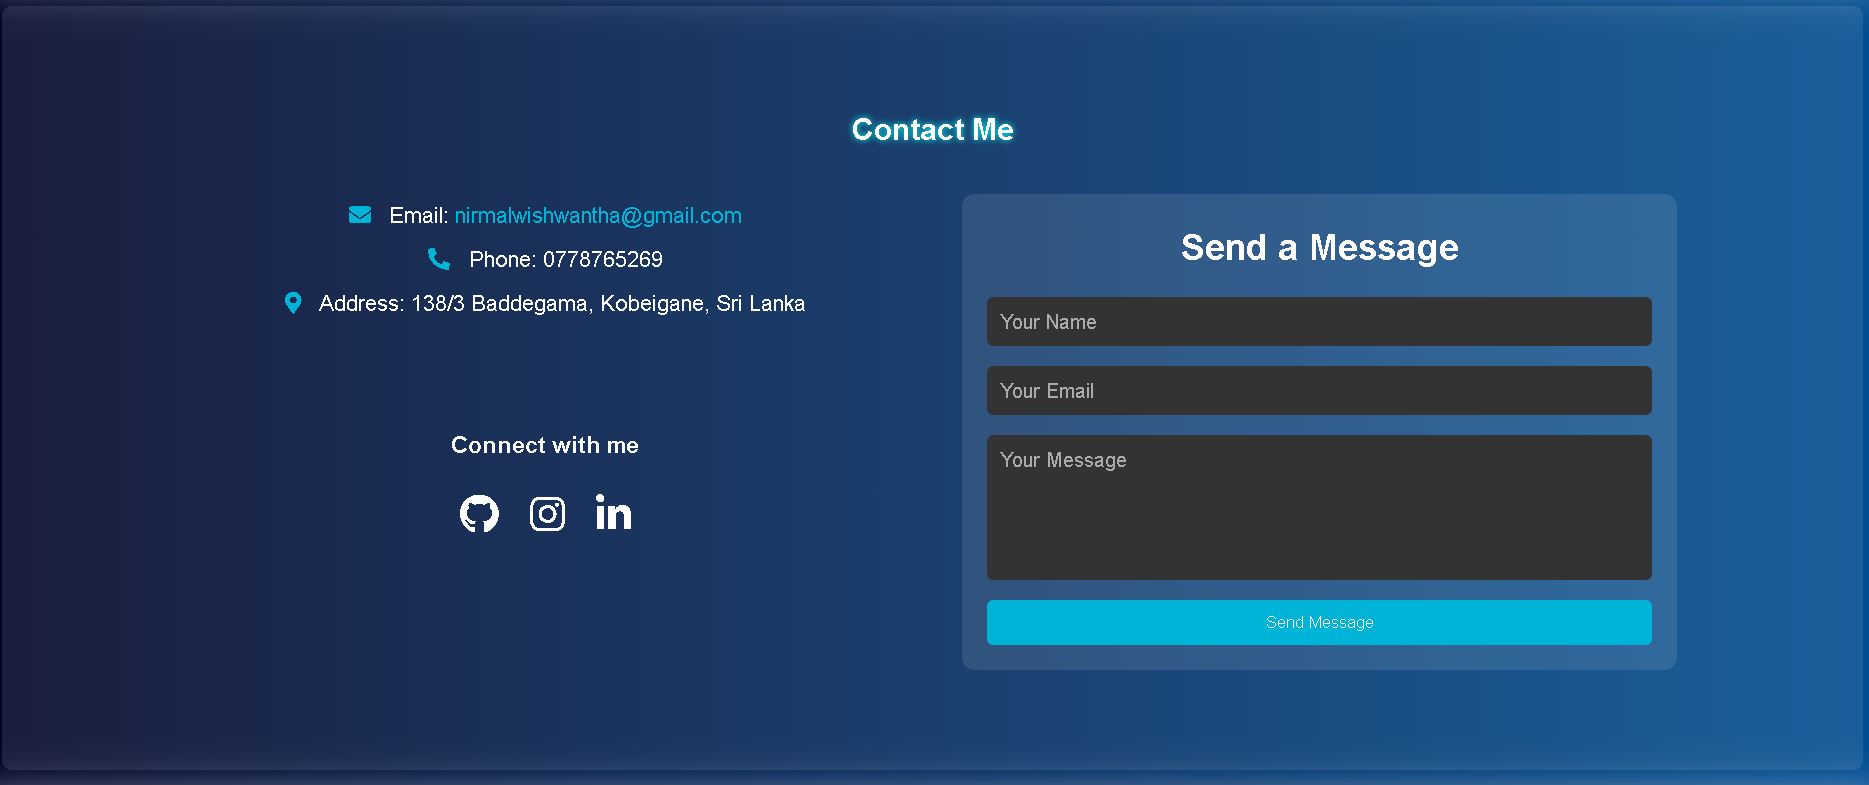 Contact Me
Email: nirmalwishwantha@gmail.com
Phone: 0778765269
Address: 138/3 Baddegama, Kobeigane, Sri Lanka
Connect with me
Send a Message
Your Name
Your Email
Your Message
Send Message